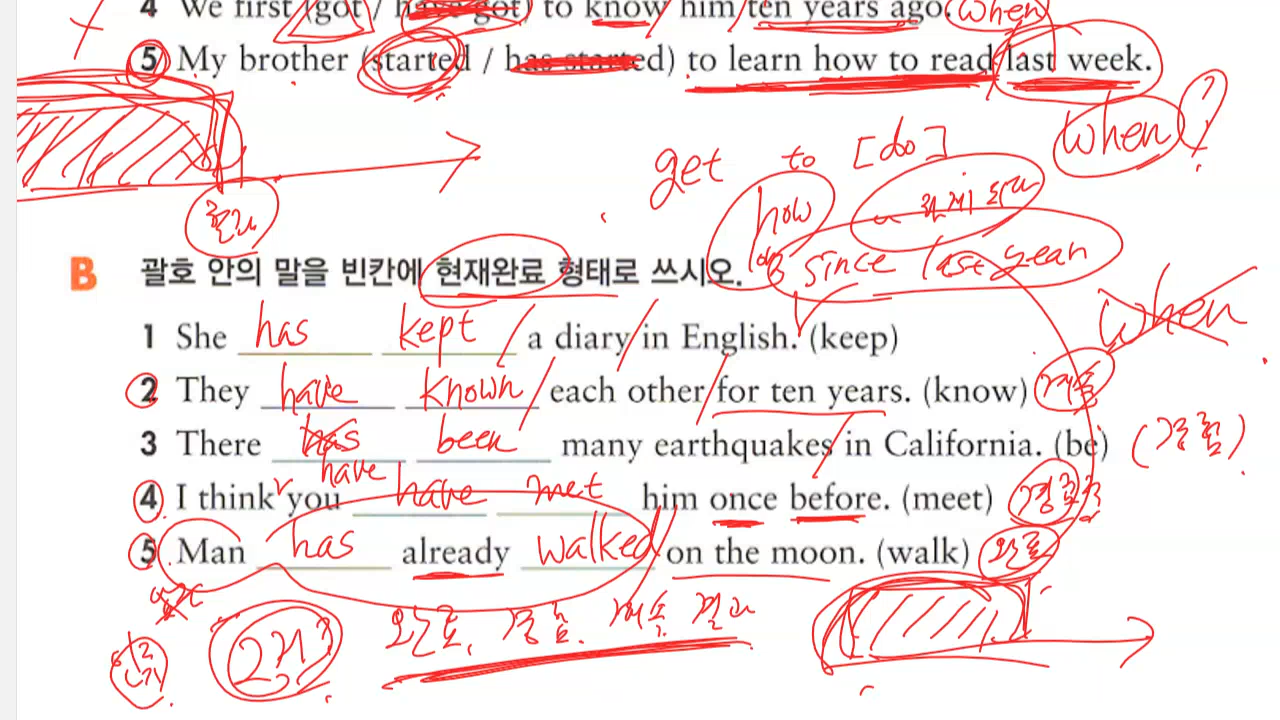 4 We first (got / have got) to know him ten years ago. when
5 My brother (started / has started) to learn how to read last week.
when?
get to [do]
how
since last year
B 괄호 안의 말을 빈칸에 현재완료 형태로 쓰시오.
when
1 She has kept a diary in English. (keep)
2 They have known each other for ten years. (know) 계속
3 There has have been many earthquakes in California. (be) (경험)
4 I think you have met him once before. (meet) 경험
5 Man has already walked on the moon. (walk) 완료
완료, 경험, 계속 결과